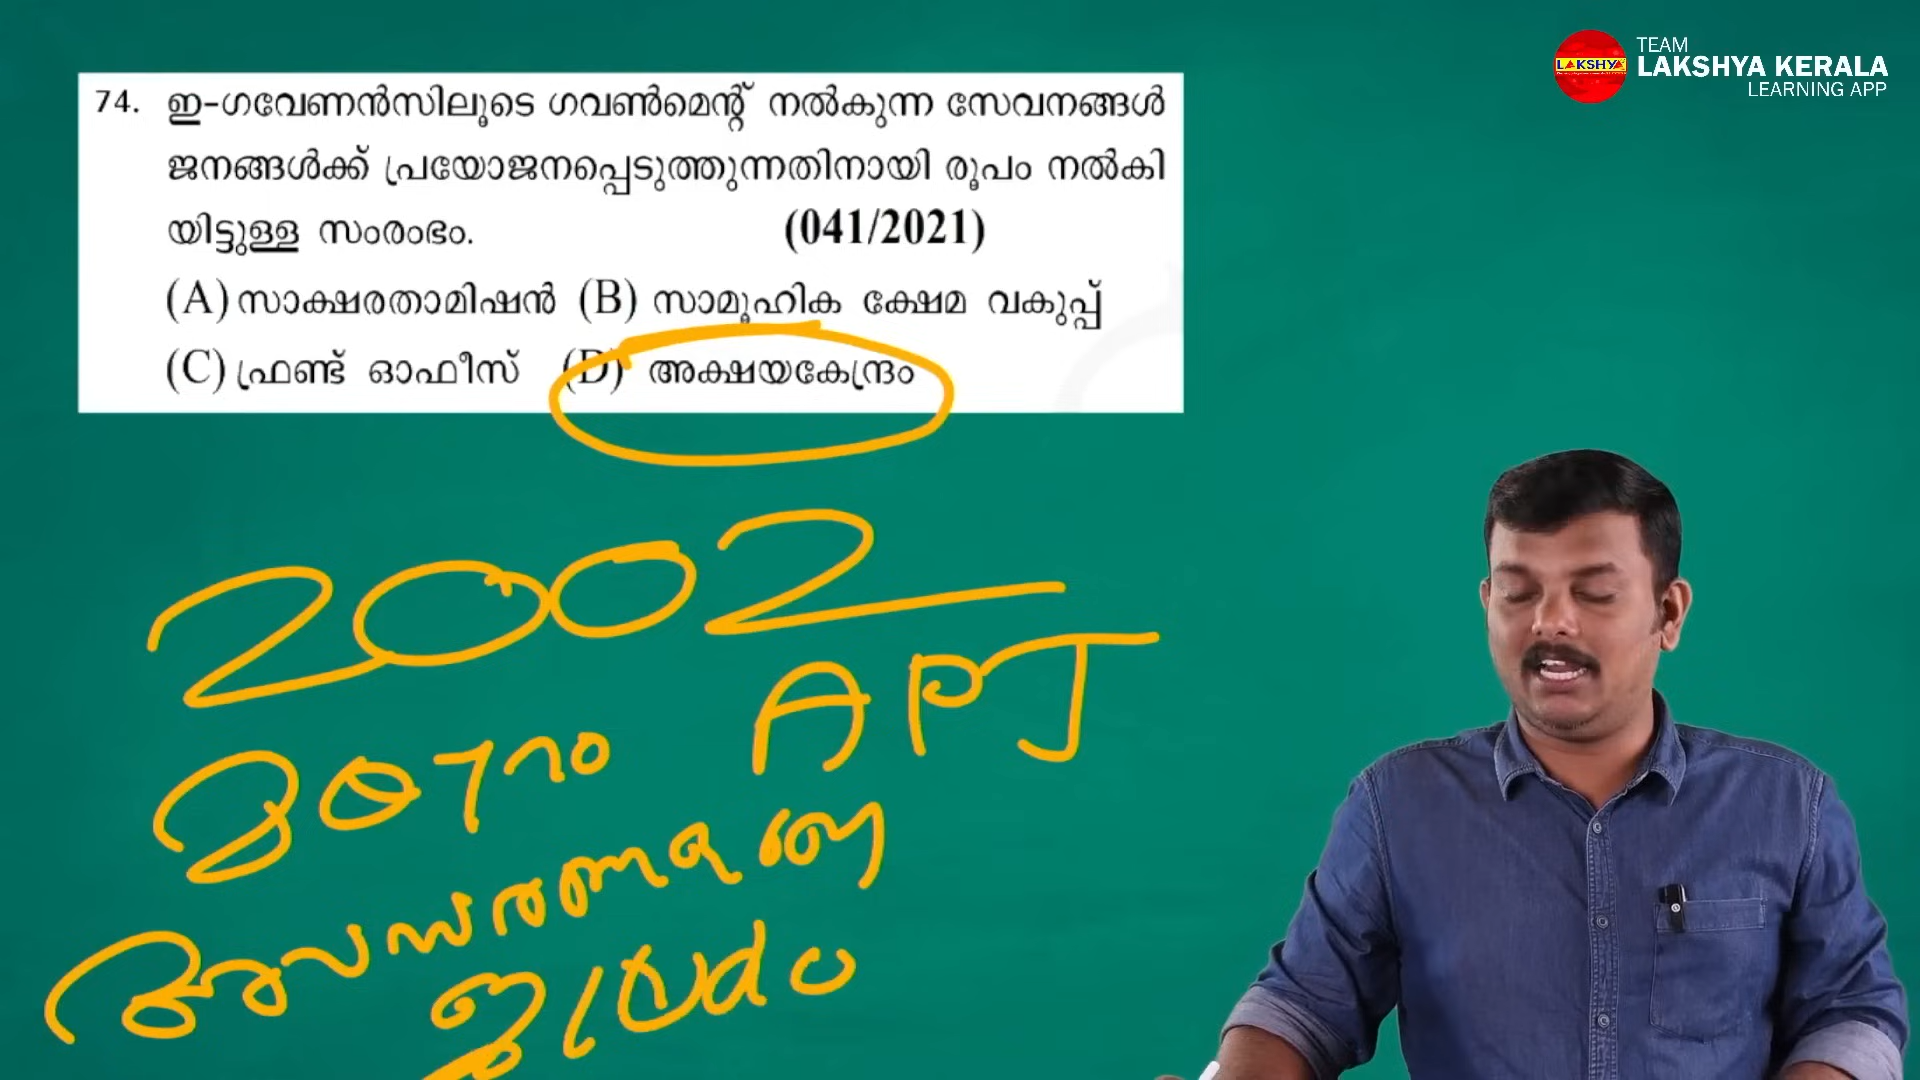 TEAM
LAKSHYA KERALA
LEARNING APP
LAKSHYA
74. ഇ-ഗവേണൻസിലൂടെ ഗവൺമെന്റ് നൽകുന്ന സേവനങ്ങൾ
ജനങ്ങൾക്ക് പ്രയോജനപ്പെടുത്തുന്നതിനായി രൂപം നൽകി
യിട്ടുള്ള സംരംഭം. (041/2021)
(A) സാക്ഷരതാമിഷൻ (B) സാമൂഹിക ക്ഷേമ വകുപ്പ്
(C) ഫ്രണ്ട് ഓഫീസ് (D) അക്ഷയകേന്ദ്രം
2002
APJ